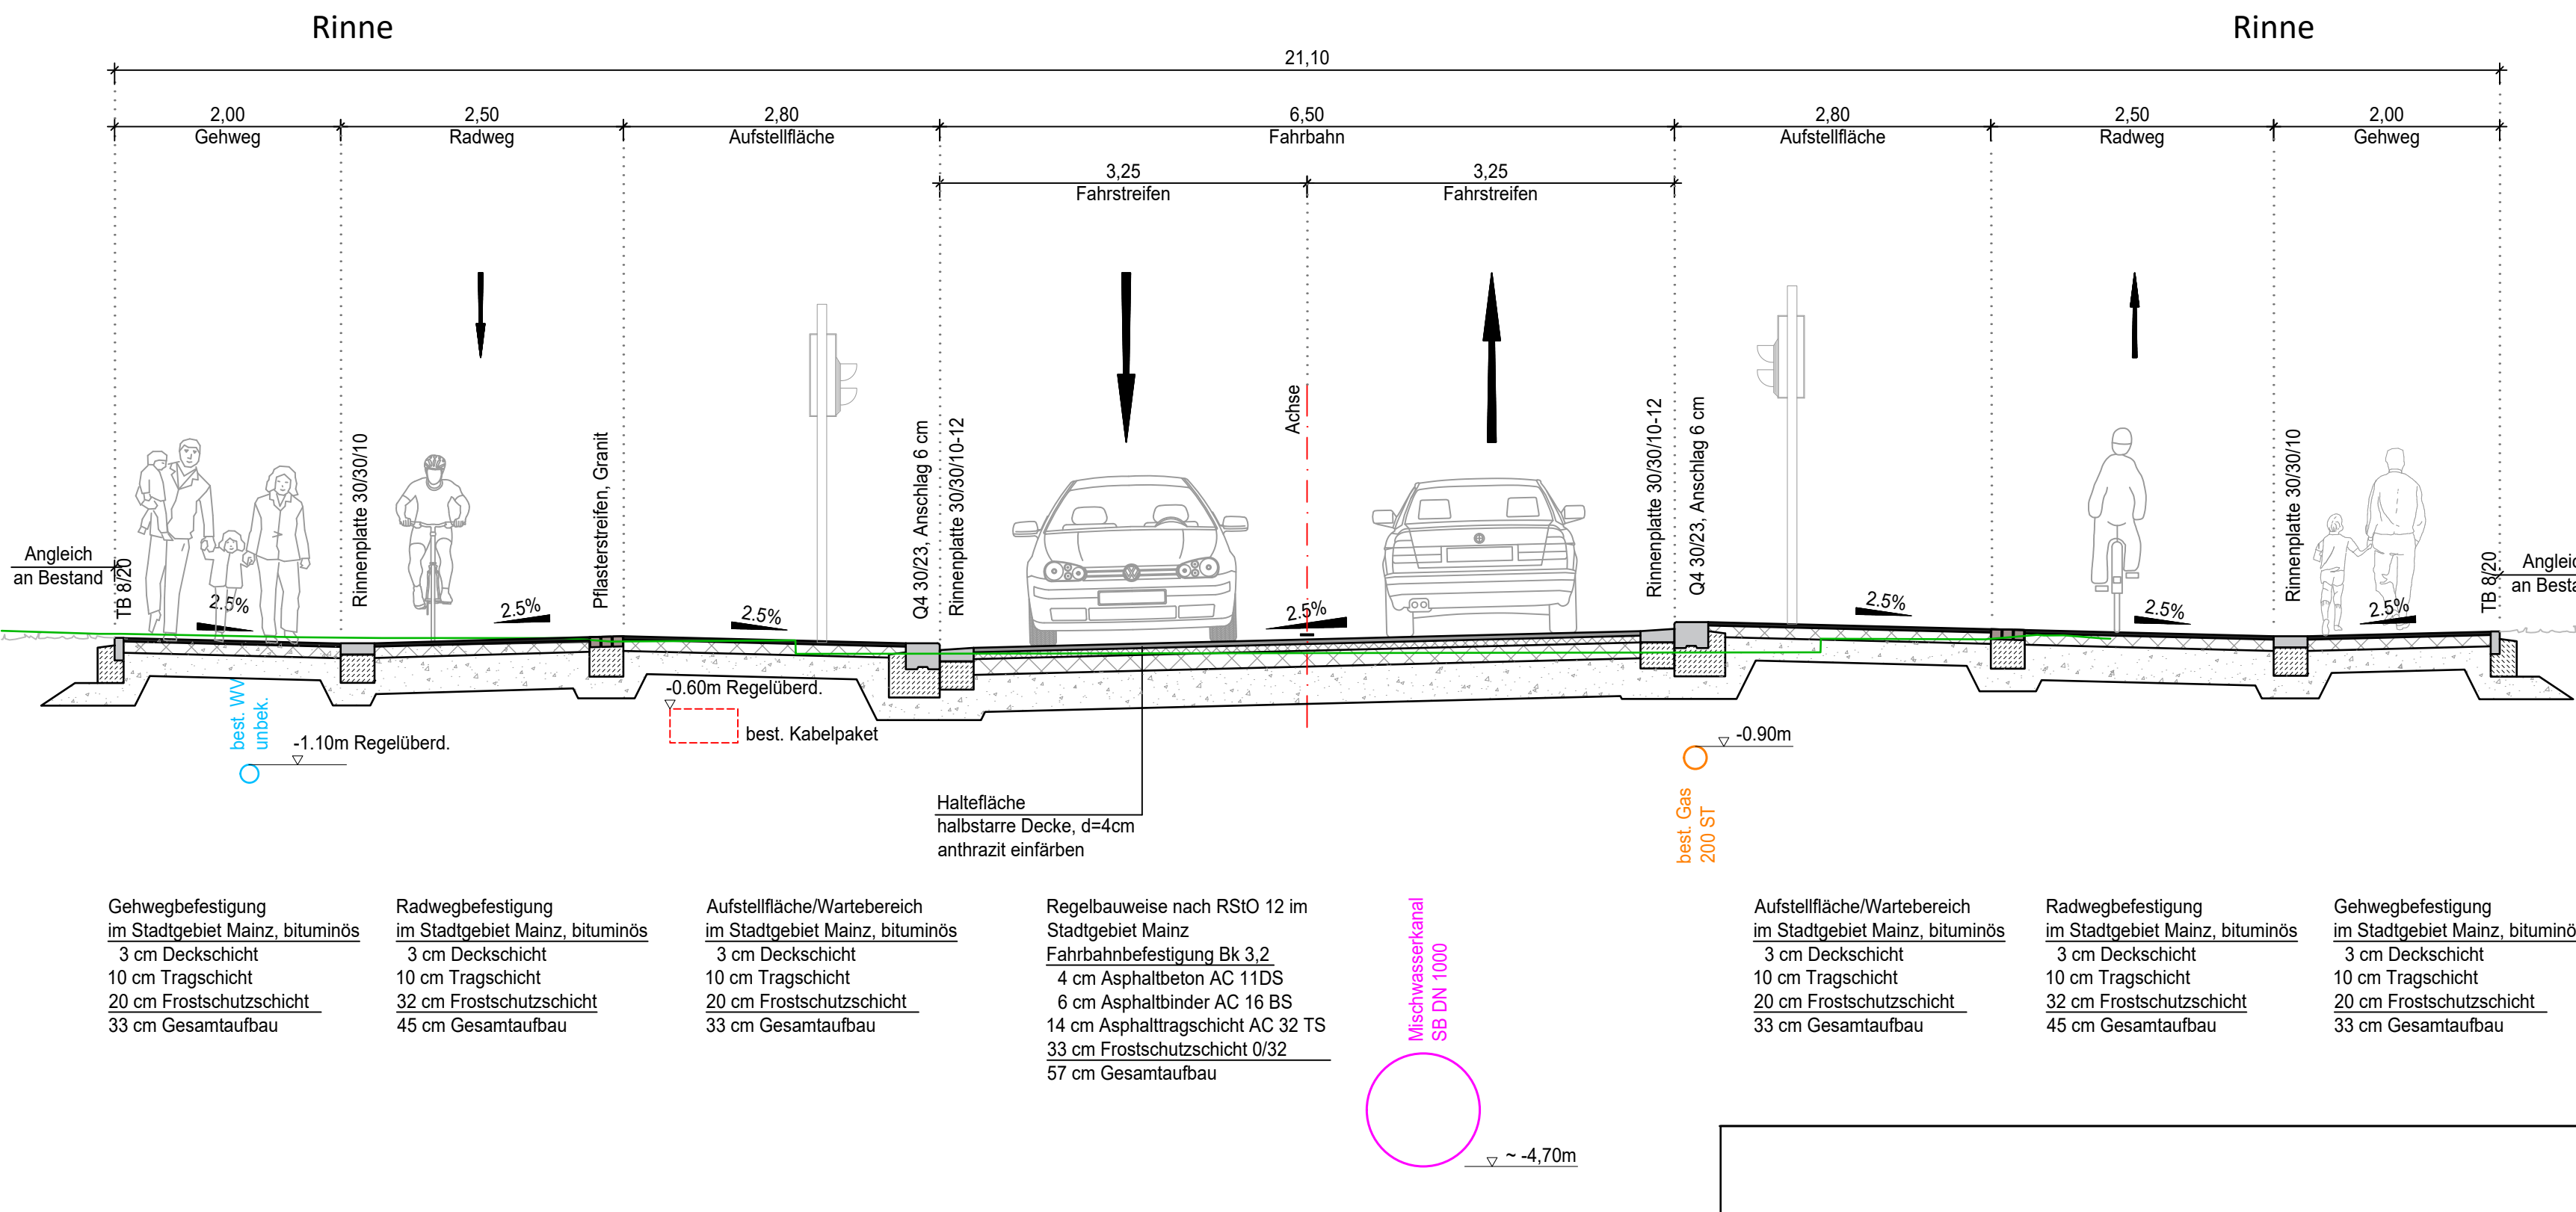 Rinne
Rinne
21,10
2,00
2,50
2,80
6,50
2,80
2,50
2,00
Gehweg
Radweg
Aufstellfläche
Fahrbahn
Aufstellfläche
Radweg
Gehweg
3,25
3,25
Fahrstreifen
Fahrstreifen
Angleich
an Bestand
TB 8/20
2.5%
Rinnenplatte 30/30/10
2.5%
Pflasterstreifen, Granit
2.5%
Q4 30/23, Anschlag 6 cm
Rinnenplatte 30/30/10-12
Achse
2.5%
Rinnenplatte 30/30/10-12
Q4 30/23, Anschlag 6 cm
2.5%
2.5%
Rinnenplatte 30/30/10
2.5%
TB 8/20
Angleic
an Besta
best. WV
unbek.
-1.10m Regelüberd.
-0.60m Regelüberd.
best. Kabelpaket
-0.90m
best. Gas
200 ST
Haltefläche
halbstarre Decke, d=4cm
anthrazit einfärben
Gehwegbefestigung
im Stadtgebiet Mainz, bituminös
3 cm Deckschicht
10 cm Tragschicht
20 cm Frostschutzschicht
33 cm Gesamtaufbau
Radwegbefestigung
im Stadtgebiet Mainz, bituminös
3 cm Deckschicht
10 cm Tragschicht
32 cm Frostschutzschicht
45 cm Gesamtaufbau
Aufstellfläche/Wartebereich
im Stadtgebiet Mainz, bituminös
3 cm Deckschicht
10 cm Tragschicht
20 cm Frostschutzschicht
33 cm Gesamtaufbau
Regelbauweise nach RStO 12 im
Stadtgebiet Mainz
Fahrbahnbefestigung Bk 3,2
4 cm Asphaltbeton AC 11DS
6 cm Asphaltbinder AC 16 BS
14 cm Asphalttragschicht AC 32 TS
33 cm Frostschutzschicht 0/32
57 cm Gesamtaufbau
Mischwasserkanal
SB DN 1000
~ -4,70m
Aufstellfläche/Wartebereich
im Stadtgebiet Mainz, bituminös
3 cm Deckschicht
10 cm Tragschicht
20 cm Frostschutzschicht
33 cm Gesamtaufbau
Radwegbefestigung
im Stadtgebiet Mainz, bituminös
3 cm Deckschicht
10 cm Tragschicht
32 cm Frostschutzschicht
45 cm Gesamtaufbau
Gehwegbefestigung
im Stadtgebiet Mainz, bituminös
3 cm Deckschicht
10 cm Tragschicht
20 cm Frostschutzschicht
33 cm Gesamtaufbau